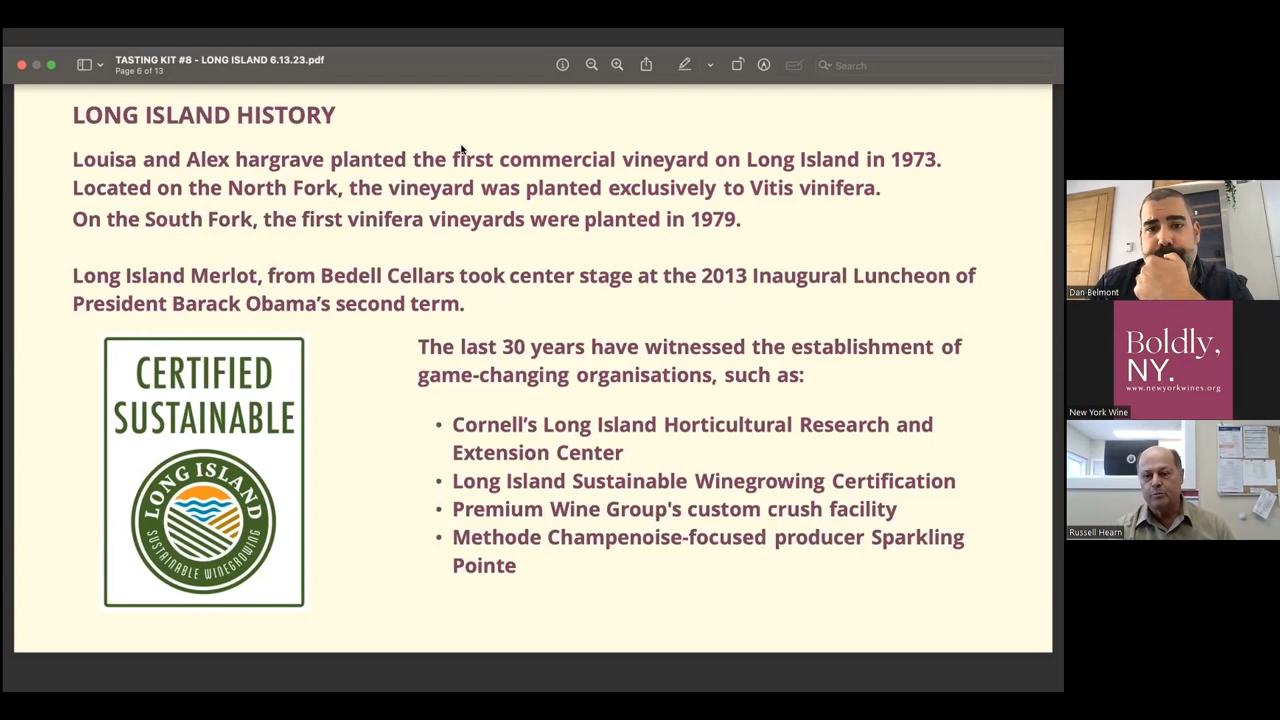 TASTING KIT #8 - LONG ISLAND 6.13.23.pdf
Page 6 of 13
Search
LONG ISLAND HISTORY
Louisa and Alex hargrave planted the first commercial vineyard on Long Island in 1973.
Located on the North Fork, the vineyard was planted exclusively to Vitis vinifera.
On the South Fork, the first vinifera vineyards were planted in 1979.
Long Island Merlot, from Bedell Cellars took center stage at the 2013 Inaugural Luncheon of
President Barack Obama’s second term.
CERTIFIED
SUSTAINABLE
LONG ISLAND
SUSTAINABLE WINEGROWING
The last 30 years have witnessed the establishment of
game-changing organisations, such as:
• Cornell’s Long Island Horticultural Research and
Extension Center
• Long Island Sustainable Winegrowing Certification
• Premium Wine Group's custom crush facility
• Methode Champenoise-focused producer Sparkling
Pointe
Dan Belmont
Boldly,
NY.
www.newyorkwines.org
New York Wine
Russell Hearn